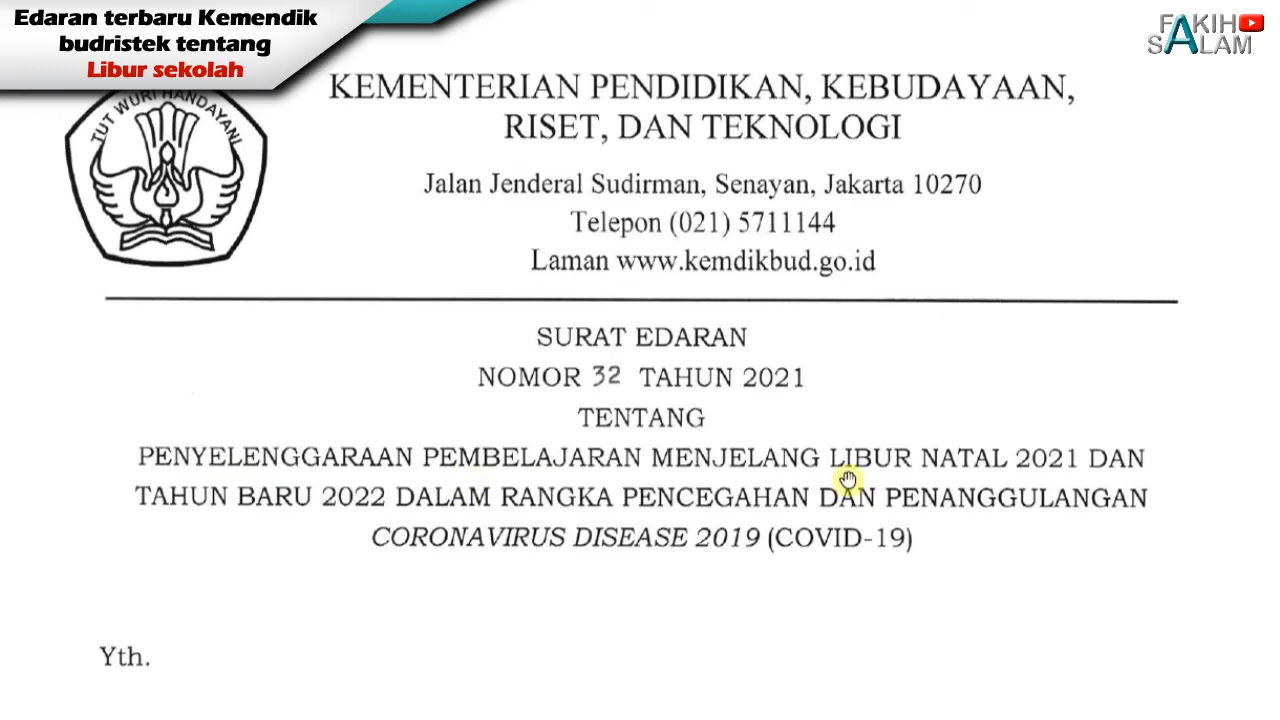 Edaran terbaru Kemendik
budristek tentang
Libur sekolah
FAKIH
SALAM
TUT WURI HANDAYANI
KEMENTERIAN PENDIDIKAN, KEBUDAYAAN,
RISET, DAN TEKNOLOGI
Jalan Jenderal Sudirman, Senayan, Jakarta 10270
Telepon (021) 5711144
Laman www.kemdikbud.go.id
SURAT EDARAN
NOMOR 32 TAHUN 2021
TENTANG
PENYELENGGARAAN PEMBELAJARAN MENJELANG LIBUR NATAL 2021 DAN
TAHUN BARU 2022 DALAM RANGKA PENCEGAHAN DAN PENANGGULANGAN
CORONAVIRUS DISEASE 2019 (COVID-19)
Yth.